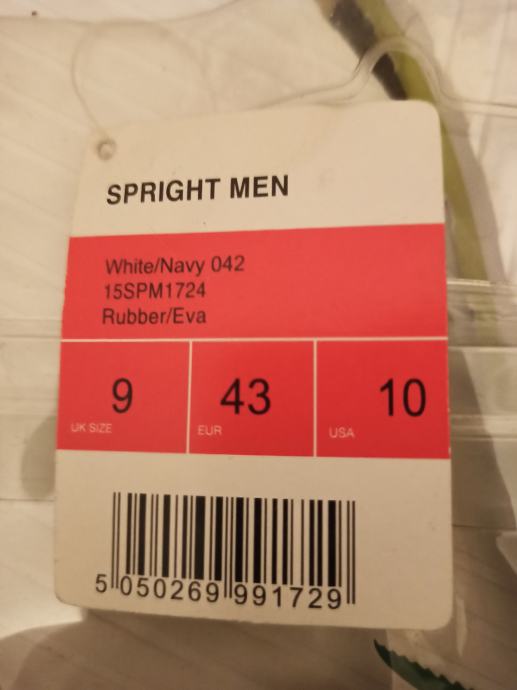 SPRIGHT MEN
White/Navy 042
15SPM1724
Rubber/Eva
9 43 10
UK SIZE EUR USA
5 050269 991729